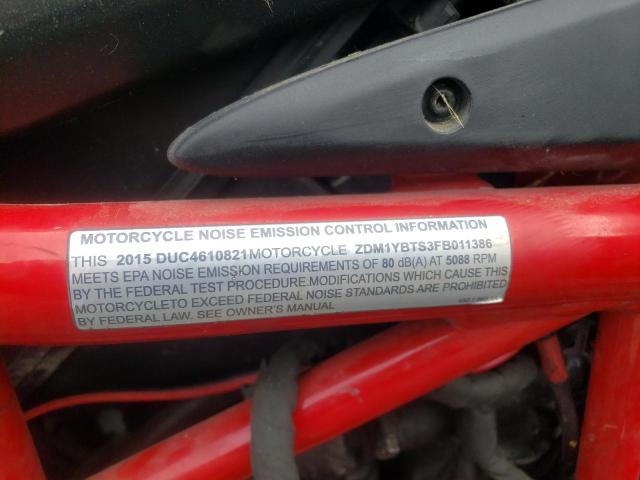 MOTORCYCLE NOISE EMISSION CONTROL INFORMATION
THIS 2015 DUC4610821MOTORCYCLE ZDM1YBTS3FB011386
MEETS EPA NOISE EMISSION REQUIREMENTS OF 80 dB(A) AT 5088 RPM
BY THE FEDERAL TEST PROCEDURE.MODIFICATIONS WHICH CAUSE THIS
MOTORCYCLETO EXCEED FEDERAL NOISE STANDARDS ARE PROHIBITED
BY FEDERAL LAW. SEE OWNER'S MANUAL